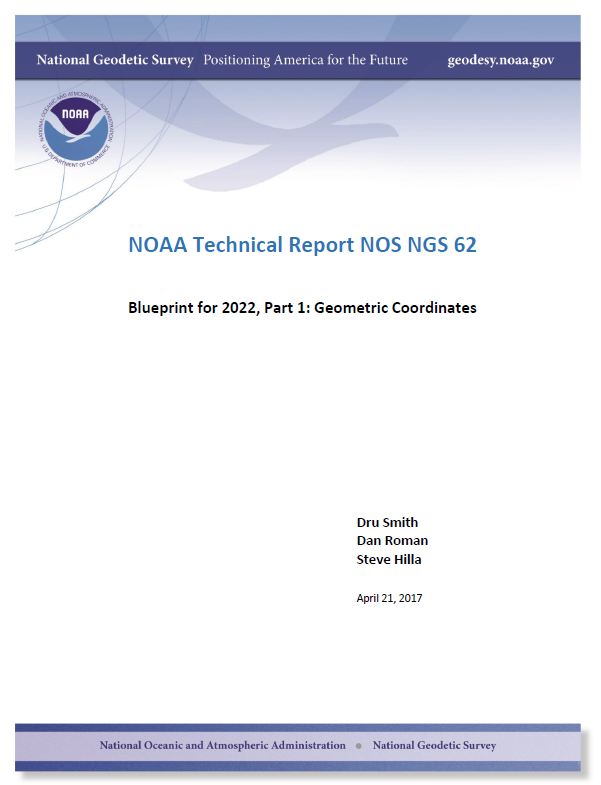 National Geodetic Survey Positioning America for the Future geodesy.noaa.gov
NATIONAL OCEANIC AND ATMOSPHERIC ADMINISTRATION
NOAA
U.S. DEPARTMENT OF COMMERCE
NOAA Technical Report NOS NGS 62
Blueprint for 2022, Part 1: Geometric Coordinates
Dru Smith
Dan Roman
Steve Hilla
April 21, 2017
National Oceanic and Atmospheric Administration • National Geodetic Survey